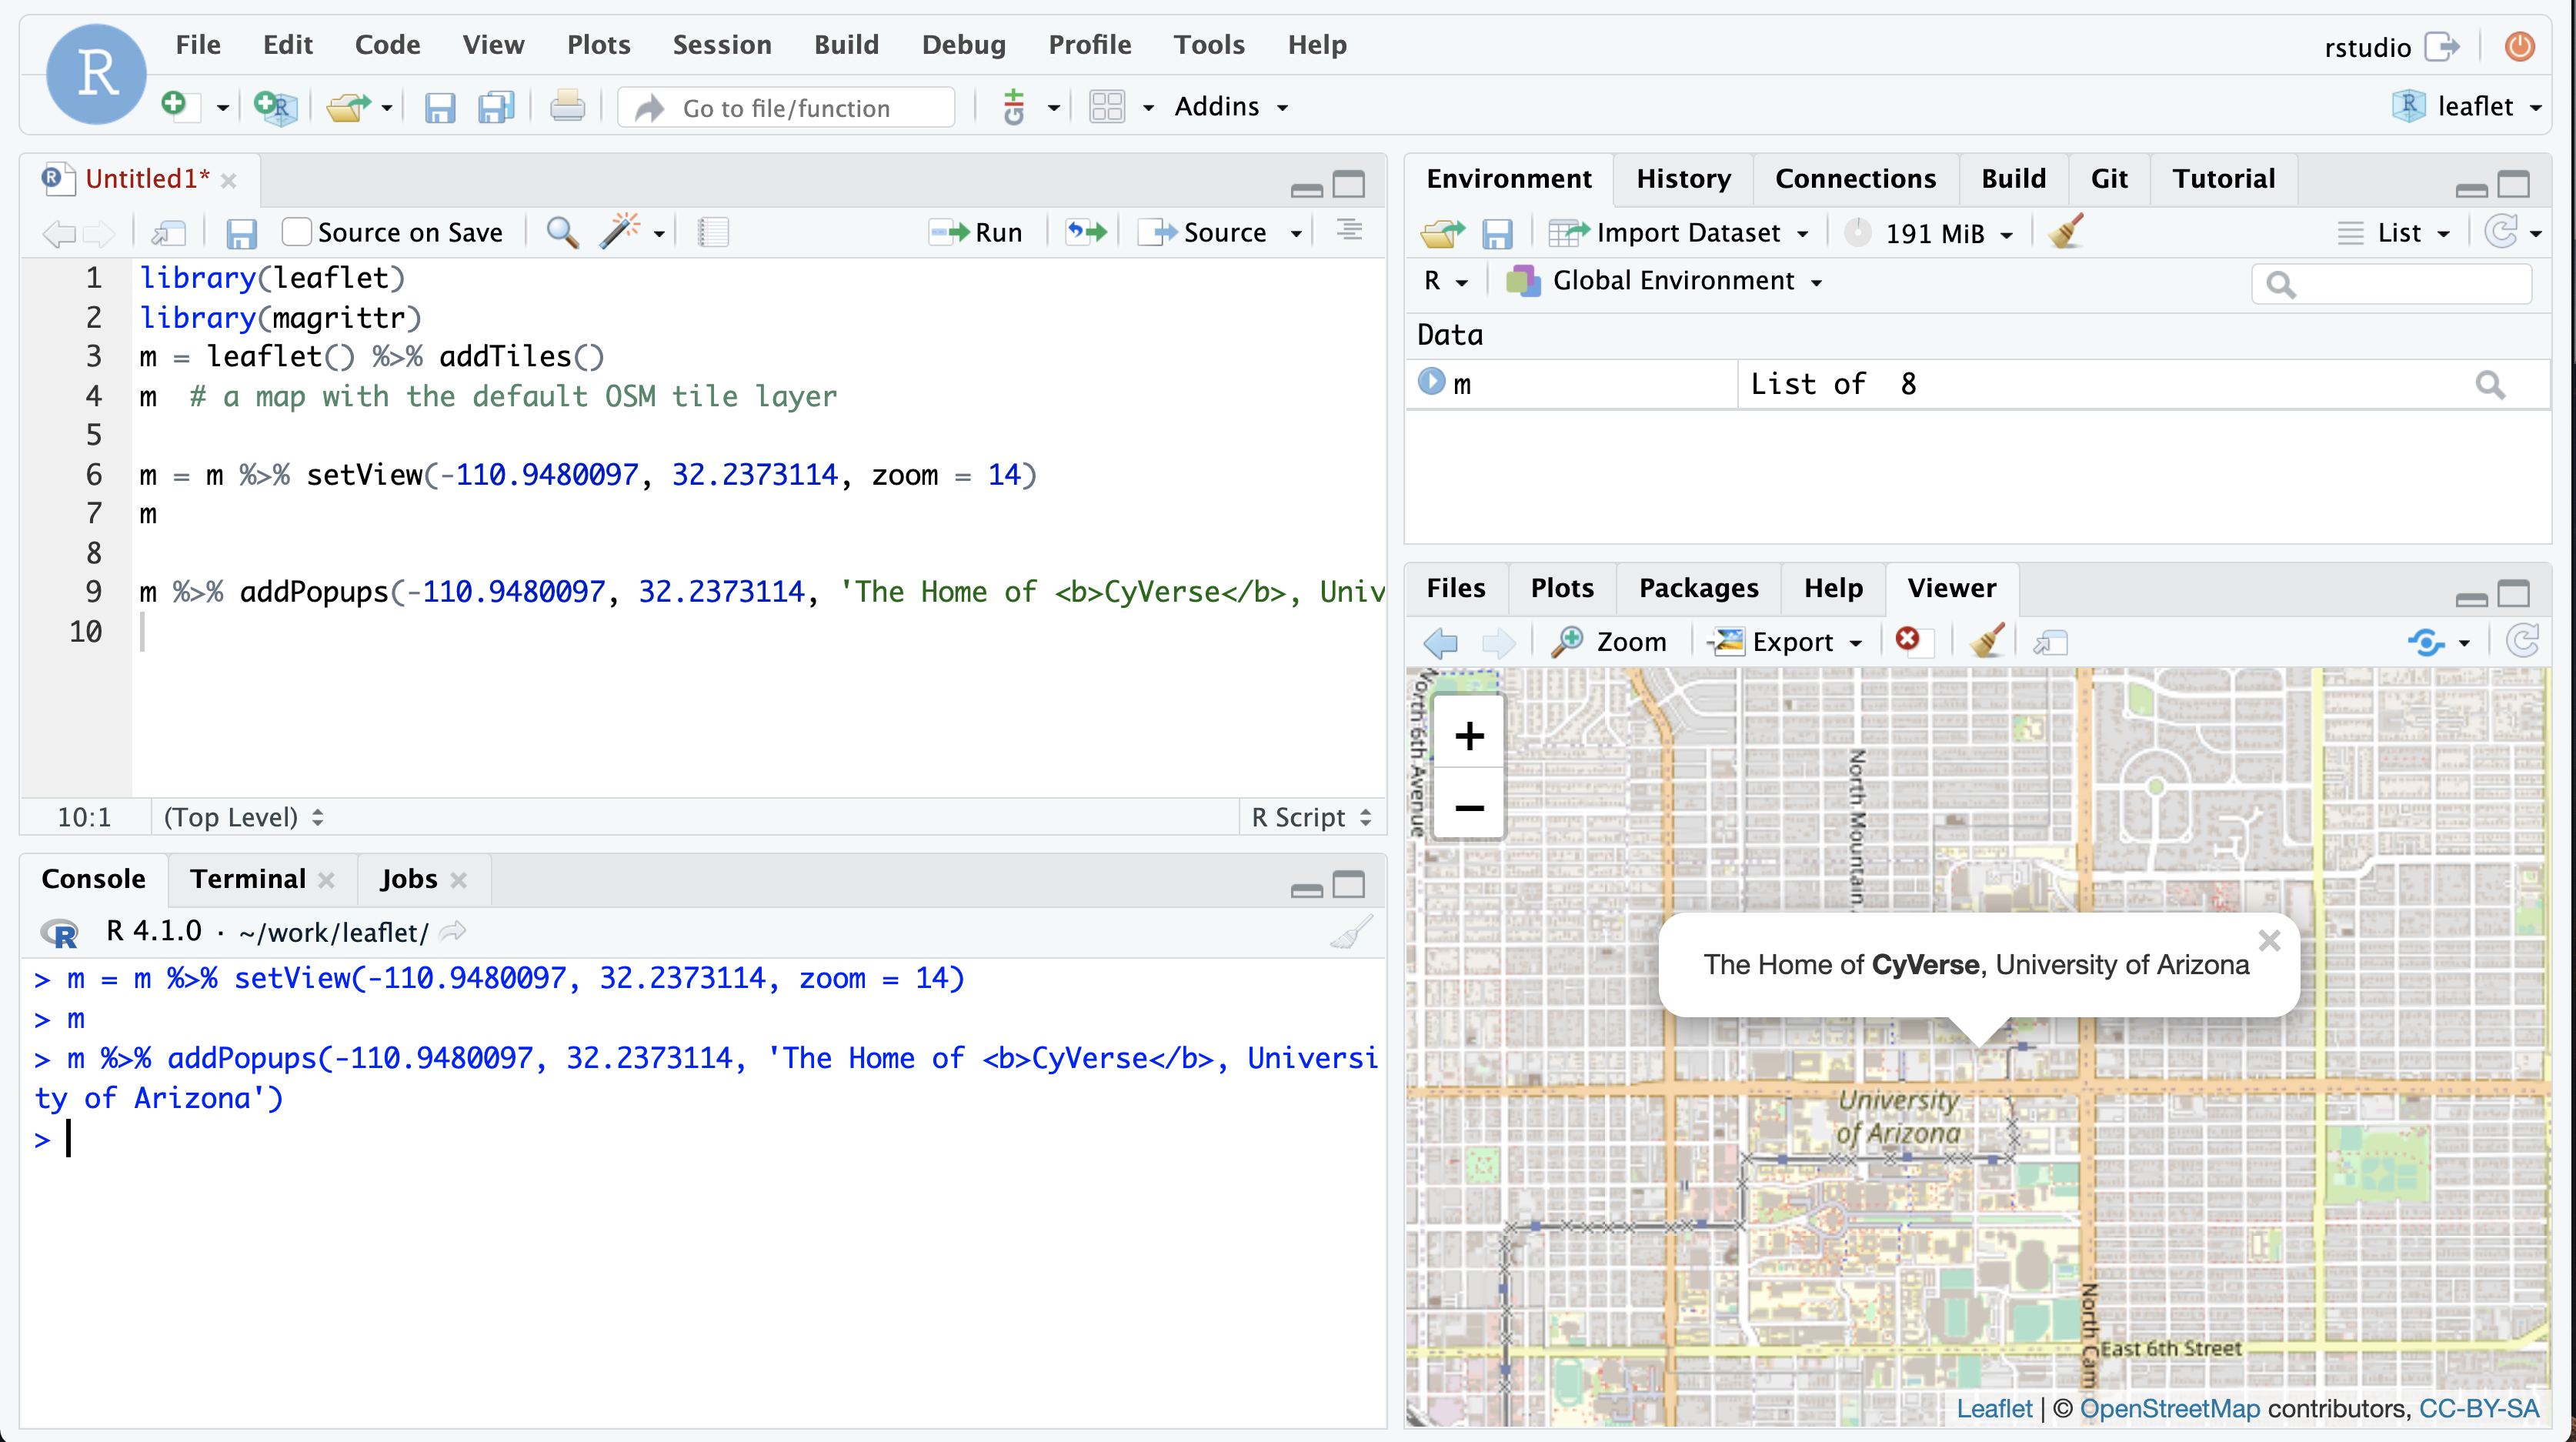 File Edit Code View Plots Session Build Debug Profile Tools Help
rstudio
R
Go to file/function
Addins
leaflet
Untitled1*
Source on Save
Run
Source
1 library(leaflet)
2 library(magrittr)
3 m = leaflet() %>% addTiles()
4 m # a map with the default OSM tile layer
5
6 m = m %>% setView(-110.9480097, 32.2373114, zoom = 14)
7 m
8
9 m %>% addPopups(-110.9480097, 32.2373114, 'The Home of <b>CyVerse</b>, Univ
10
10:1 (Top Level) R Script
Console Terminal Jobs
R 4.1.0 · ~/work/leaflet/
> m = m %>% setView(-110.9480097, 32.2373114, zoom = 14)
> m
> m %>% addPopups(-110.9480097, 32.2373114, 'The Home of <b>CyVerse</b>, Universi
ty of Arizona')
>
Environment History Connections Build Git Tutorial
Import Dataset 191 MiB List
R Global Environment
Data
m List of 8
Files Plots Packages Help Viewer
Zoom Export
+
−
North 6th Avenue
North Mountain
The Home of CyVerse, University of Arizona
University
of Arizona
North Cam
East 6th Street
Leaflet | © OpenStreetMap contributors, CC-BY-SA